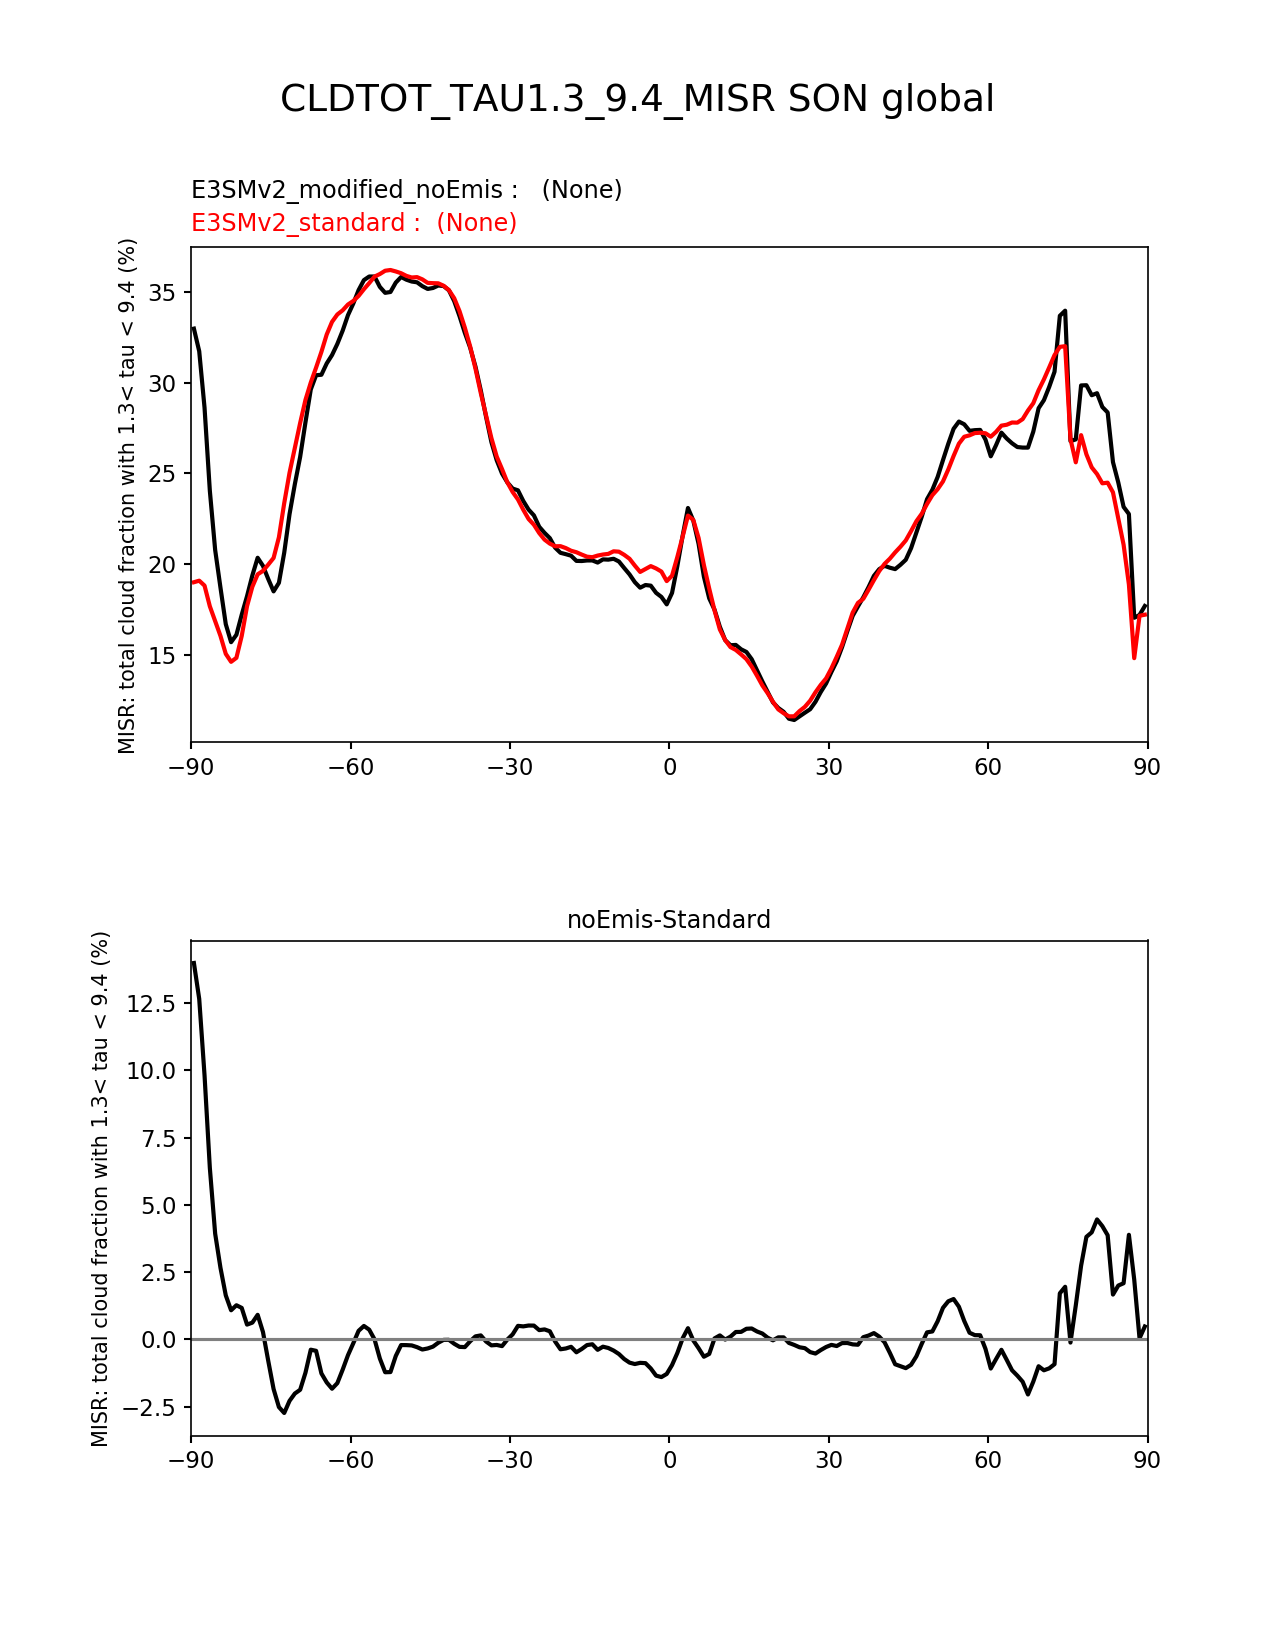 CLDTOT_TAU1.3_9.4_MISR SON global
E3SMv2_modified_noEmis :   (None)
E3SMv2_standard :  (None)
MISR: total cloud fraction with 1.3< tau < 9.4 (%)
35
30
25
20
15
−90 −60 −30 0 30 60 90
noEmis-Standard
MISR: total cloud fraction with 1.3< tau < 9.4 (%)
12.5
10.0
7.5
5.0
2.5
0.0
−2.5
−90 −60 −30 0 30 60 90